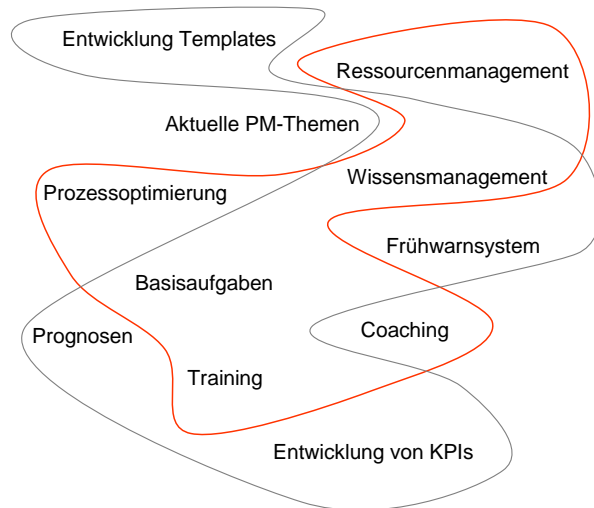 Entwicklung Templates
Ressourcenmanagement
Aktuelle PM-Themen
Wissensmanagement
Prozessoptimierung
Frühwarnsystem
Basisaufgaben
Prognosen
Coaching
Training
Entwicklung von KPIs